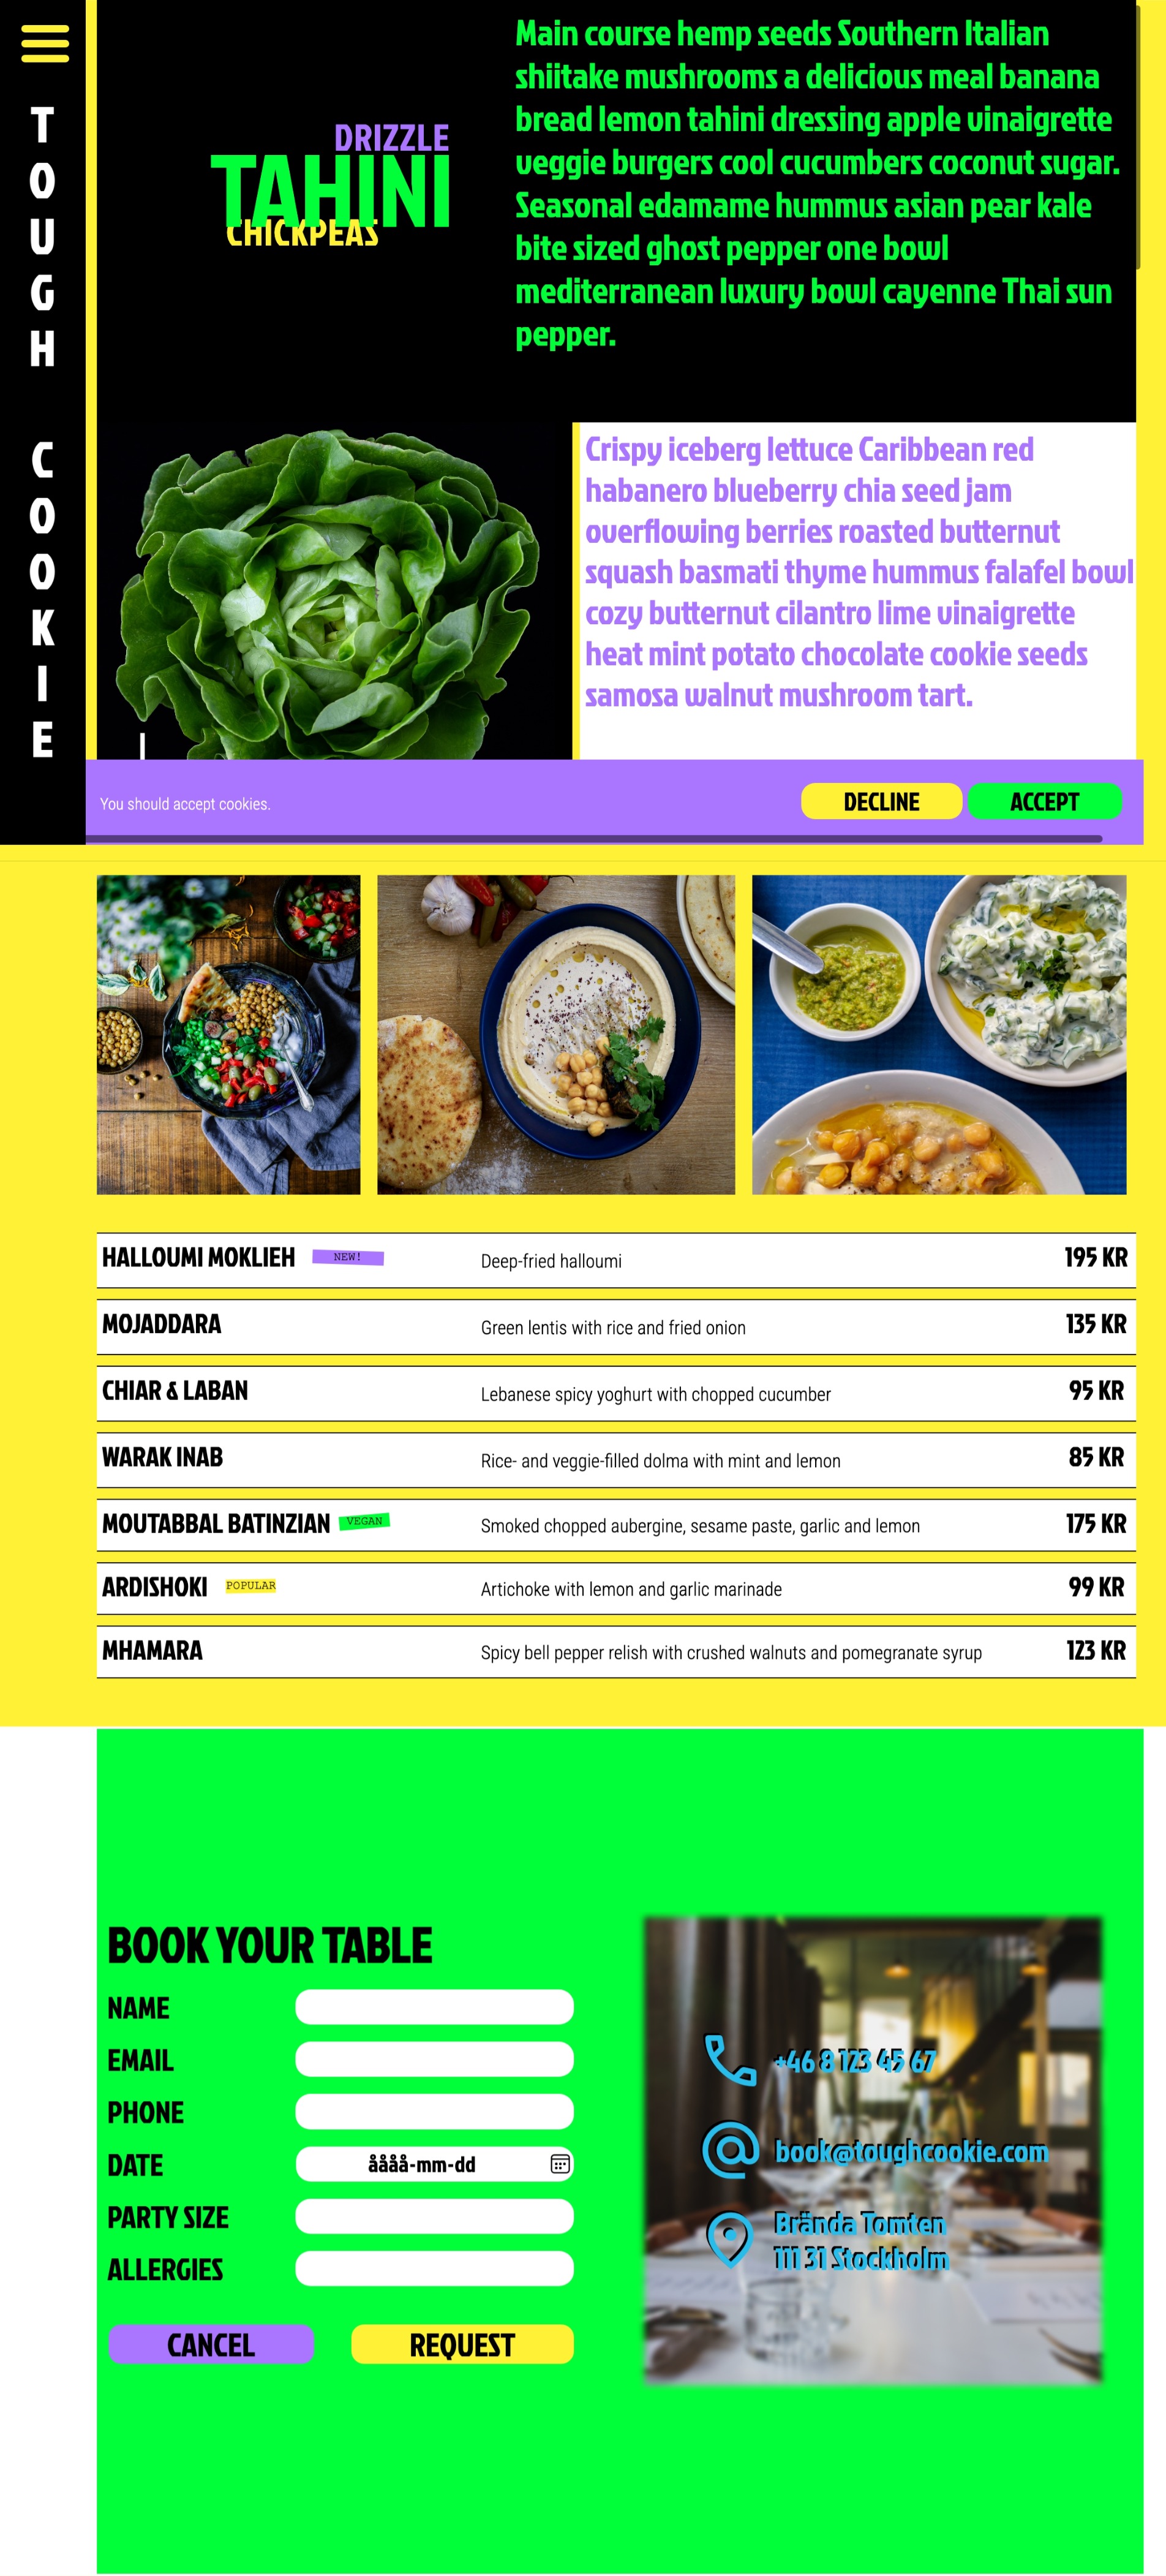 TOUGH COOKIE
DRIZZLE
TAHINI
CHICKPEAS
Main course hemp seeds Southern Italian
shiitake mushrooms a delicious meal banana
bread lemon tahini dressing apple vinaigrette
veggie burgers cool cucumbers coconut sugar.
Seasonal edamame hummus asian pear kale
bite sized ghost pepper one bowl
mediterranean luxury bowl cayenne Thai sun
pepper.
Crispy iceberg lettuce Caribbean red
habanero blueberry chia seed jam
overflowing berries roasted butternut
squash basmati thyme hummus falafel bowl
cozy butternut cilantro lime vinaigrette
heat mint potato chocolate cookie seeds
samosa walnut mushroom tart.
You should accept cookies.
DECLINE
ACCEPT
HALLOUMI MOKLIEH NEW! Deep-fried halloumi 195 KR
MOJADDARA Green lentis with rice and fried onion 135 KR
CHIAR & LABAN Lebanese spicy yoghurt with chopped cucumber 95 KR
WARAK INAB Rice- and veggie-filled dolma with mint and lemon 85 KR
MOUTABBAL BATINZIAN VEGAN Smoked chopped aubergine, sesame paste, garlic and lemon 175 KR
ARDISHOKI POPULAR Artichoke with lemon and garlic marinade 99 KR
MHAMARA Spicy bell pepper relish with crushed walnuts and pomegranate syrup 123 KR
BOOK YOUR TABLE
NAME
EMAIL
PHONE
DATE åååå-mm-dd
PARTY SIZE
ALLERGIES
CANCEL
REQUEST
+46 8 123 45 67
book@toughcookie.com
Brända Tomten
111 31 Stockholm